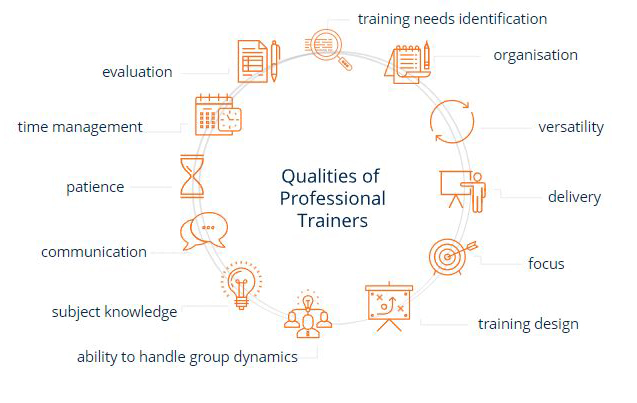 training needs identification
organisation
evaluation
time management
versatility
Qualities of
Professional
Trainers
patience
delivery
communication
focus
subject knowledge
training design
ability to handle group dynamics